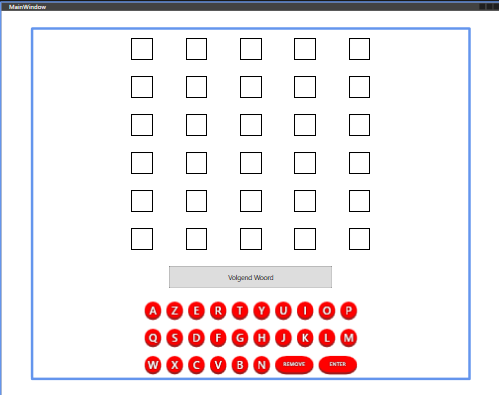 MainWindow
Volgend Woord
A Z E R T Y U I O P
Q S D F G H J K L M
W X C V B N REMOVE ENTER